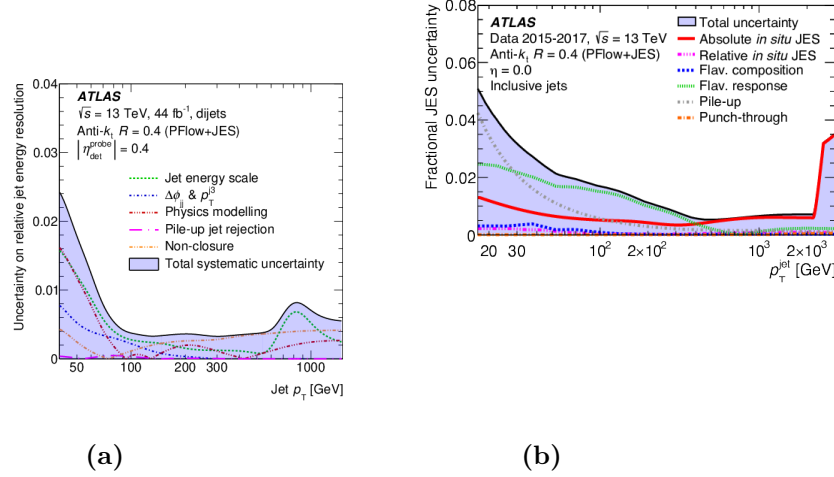 ATLAS
√s = 13 TeV, 44 fb⁻¹, dijets
Anti-kₜ R = 0.4 (PFlow+JES)
|η_det^probe| = 0.4
Jet energy scale
Δϕ_jj & p_T^j3
Physics modelling
Pile-up jet rejection
Non-closure
Total systematic uncertainty
Uncertainty on relative jet energy resolution
0.04
0.03
0.02
0.01
0
50 100 200 300 1000
Jet p_T [GeV]
(a)
ATLAS
Data 2015-2017, √s = 13 TeV
Anti-kₜ R = 0.4 (PFlow+JES)
η = 0.0
Inclusive jets
Total uncertainty
Absolute in situ JES
Relative in situ JES
Flav. composition
Flav. response
Pile-up
Punch-through
Fractional JES uncertainty
0.08
0.06
0.04
0.02
0
20 30 10² 2×10² 10³ 2×10³
p_T^jet [GeV]
(b)